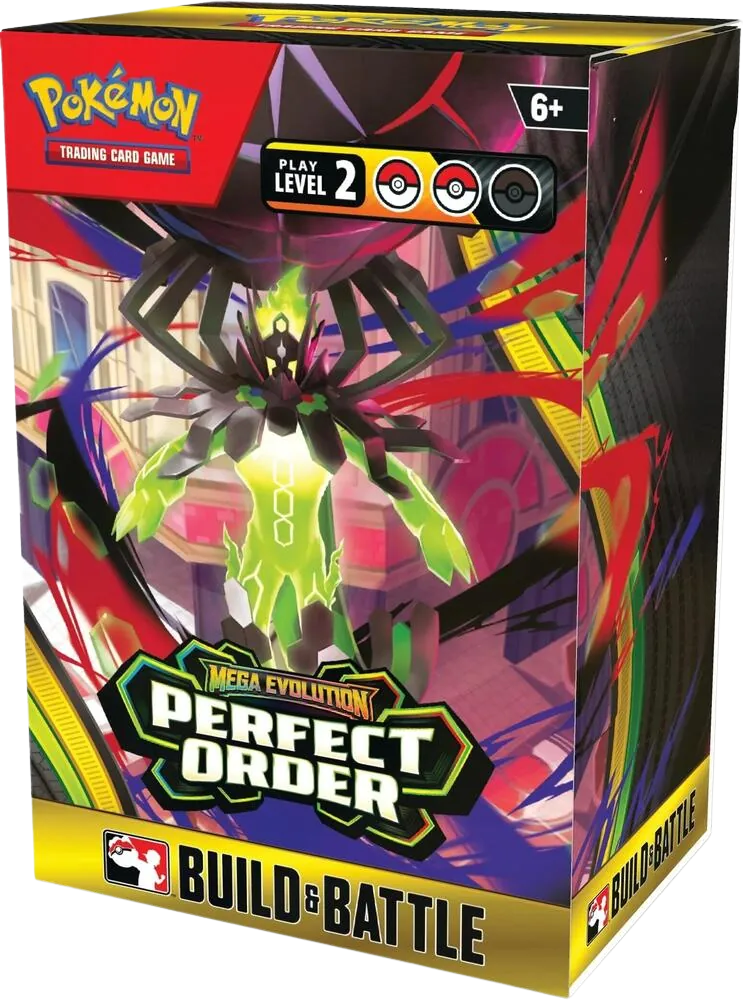 POKÉMON
TRADING CARD GAME
6+
PLAY
LEVEL 2
MEGA EVOLUTION
PERFECT
ORDER
BUILD & BATTLE
BUILD & BATTLE